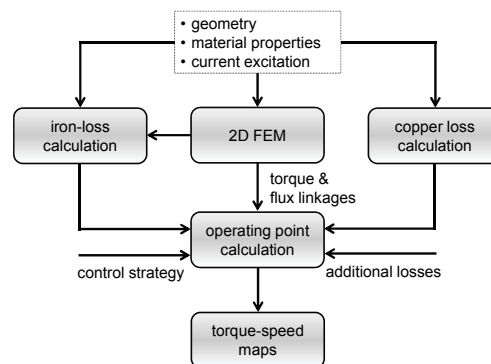 • geometry
• material properties
• current excitation
iron-loss
calculation
2D FEM
copper loss
calculation
torque &
flux linkages
operating point
calculation
control strategy
additional losses
torque-speed
maps